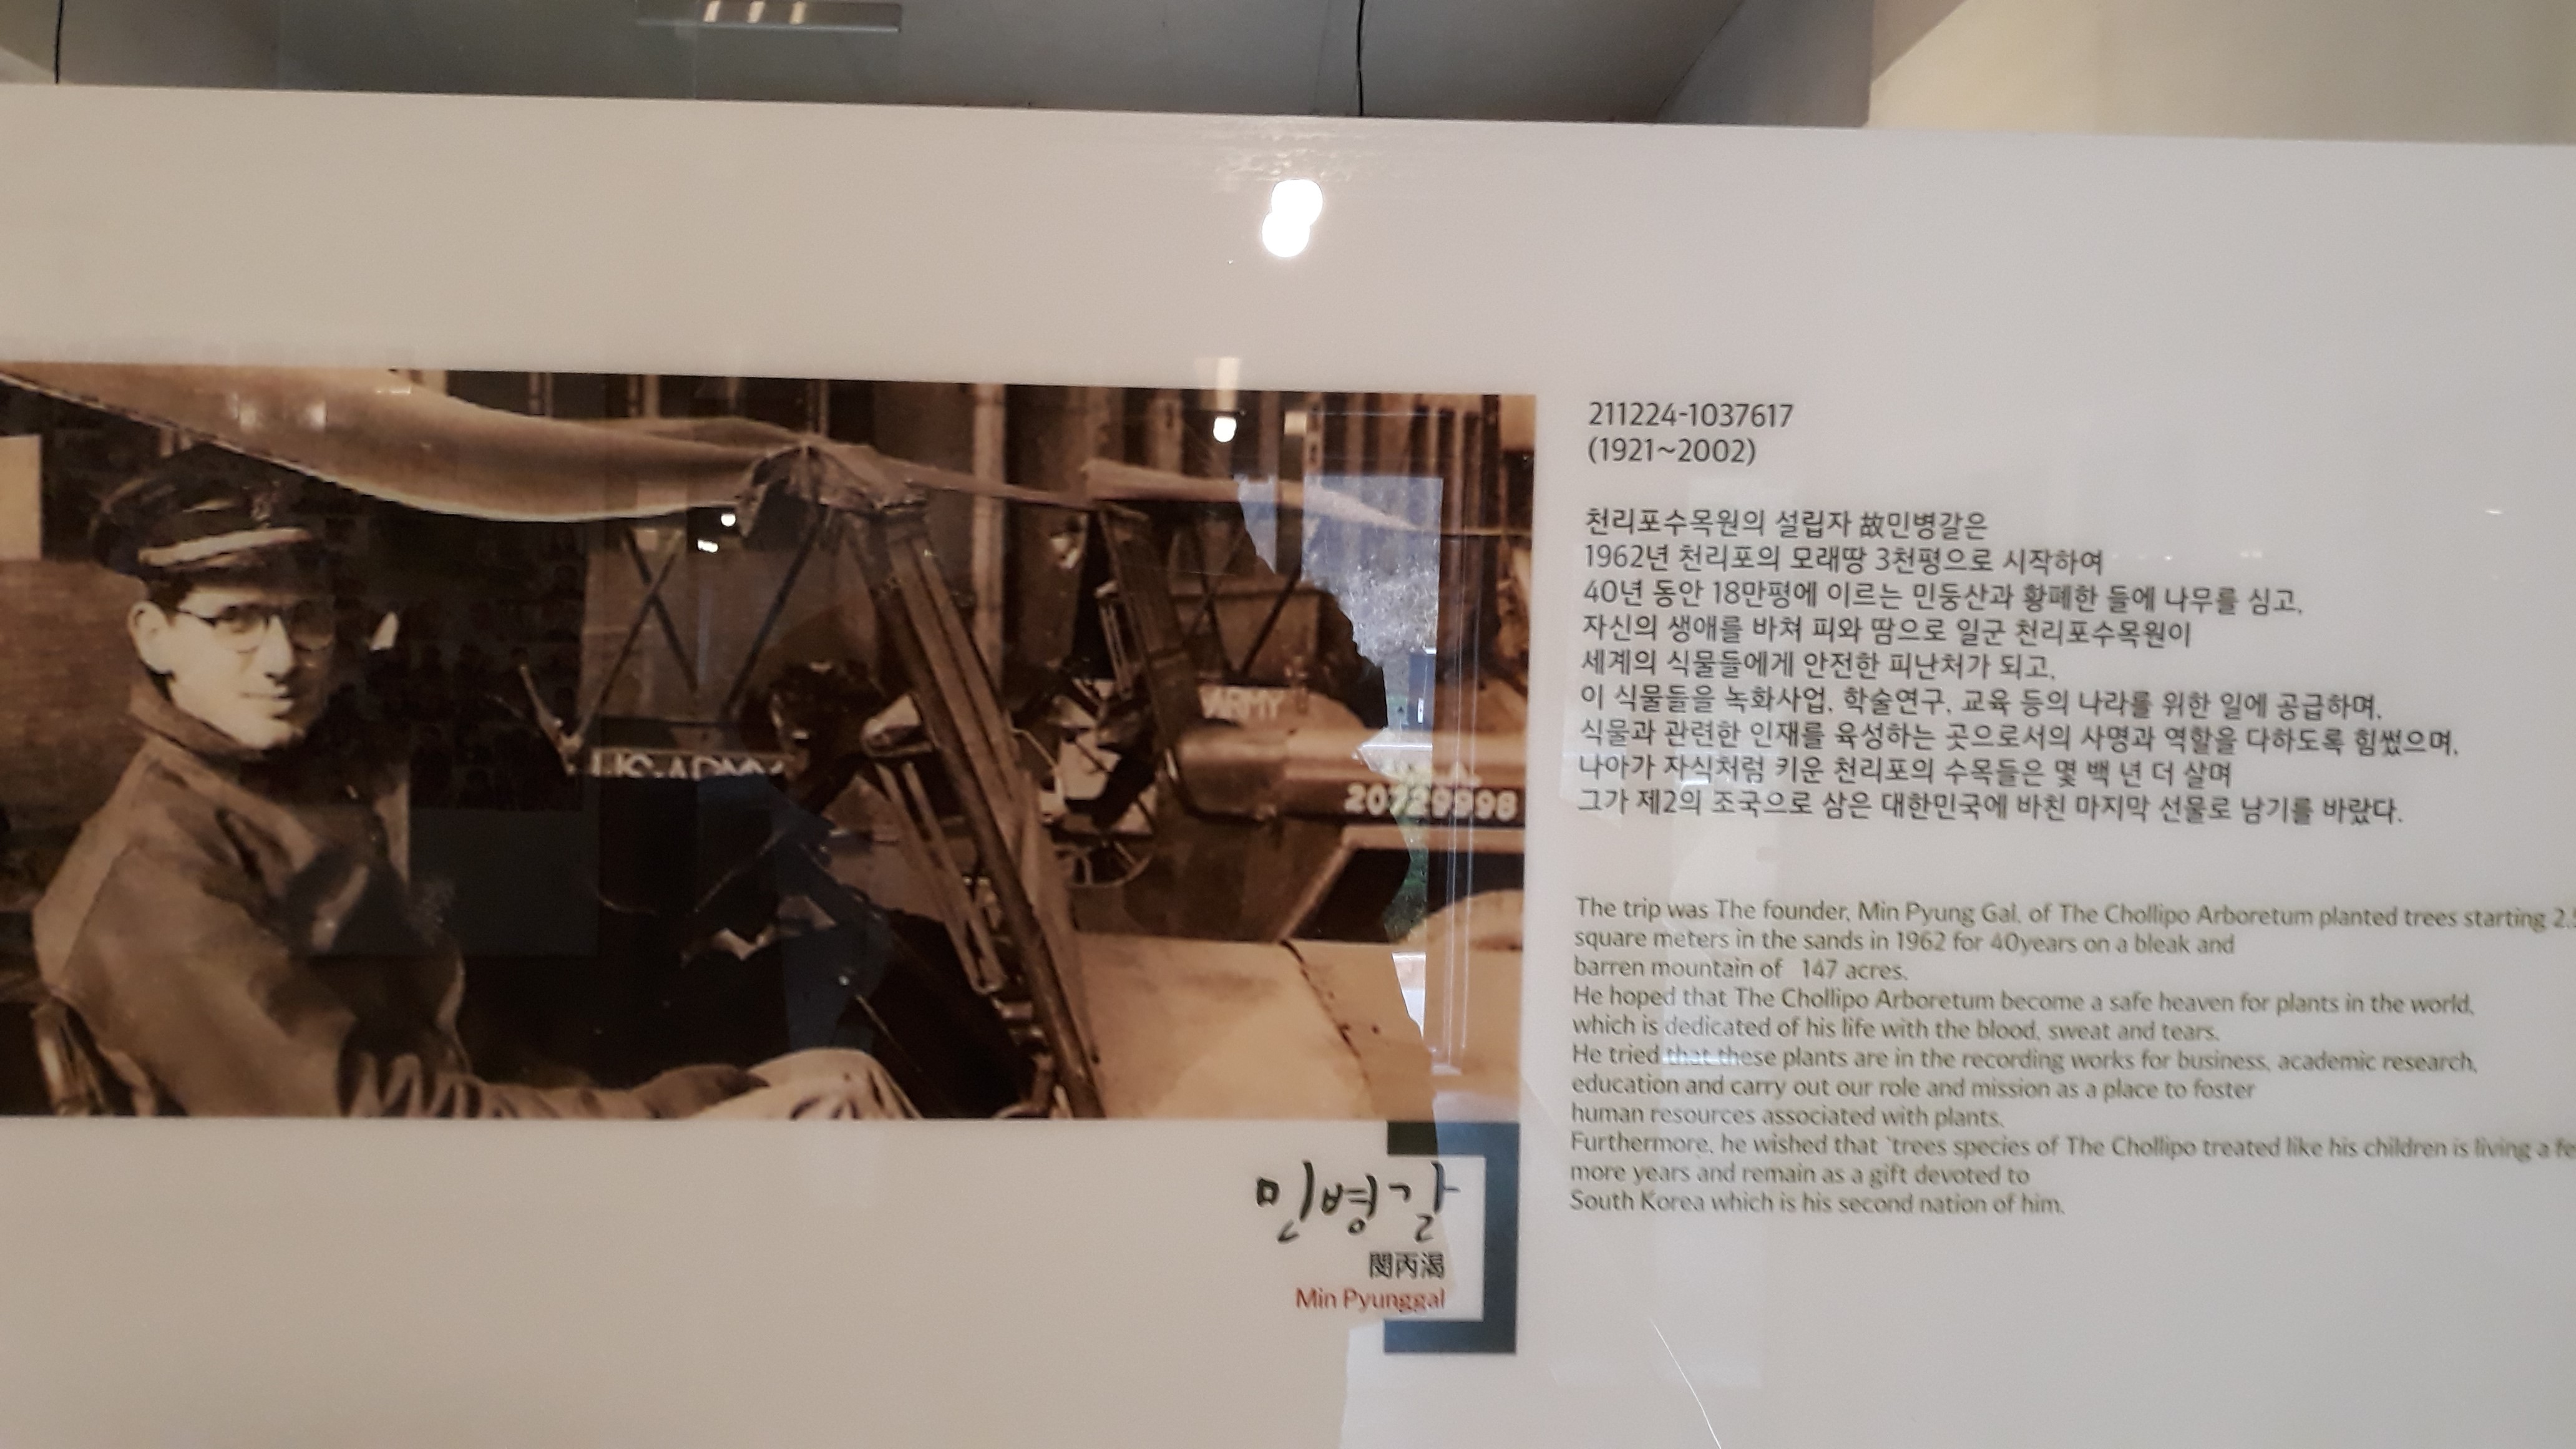 211224-1037617
(1921~2002)
천리포수목원의 설립자 故민병갈은
1962년 천리포의 모래땅 3천평으로 시작하여
40년 동안 18만평에 이르는 민둥산과 황폐한 들에 나무를 심고,
자신의 생애를 바쳐 피와 땀으로 일군 천리포수목원이
세계의 식물들에게 안전한 피난처가 되고,
이 식물들을 녹화사업, 학술연구, 교육 등의 나라를 위한 일에 공급하며,
식물과 관련한 인재를 육성하는 곳으로서의 사명과 역할을 다하도록 힘썼으며,
나아가 자식처럼 키운 천리포의 수목들은 몇 백 년 더 살며
그가 제2의 조국으로 삼은 대한민국에 바친 마지막 선물로 남기를 바랐다.
The trip was The founder, Min Pyung Gal, of The Chollipo Arboretum planted trees starting
square meters in the sands in 1962 for 40years on a bleak and
barren mountain of 147 acres.
He hoped that The Chollipo Arboretum become a safe heaven for plants in the world,
which is dedicated of his life with the blood, sweat and tears.
He tried that these plants are in the recording works for business, academic research,
education and carry out our role and mission as a place to foster
human resources associated with plants.
Furthermore, he wished that `trees species of The Chollipo treated like his children is living a
more years and remain as a gift devoted to
South Korea which is his second nation of him.
U.S. ARMY
ARMY
20729998
민병갈
閔丙渴
Min Pyunggal